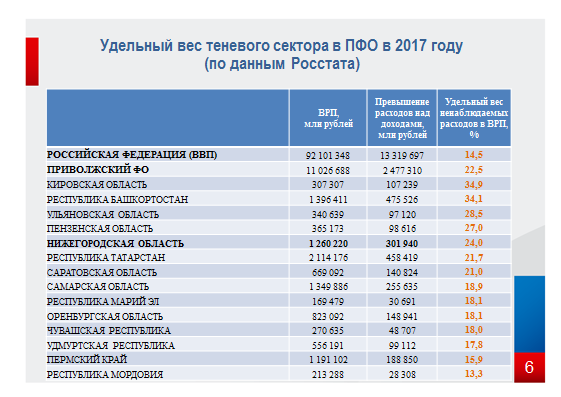 Удельный вес теневого сектора в ПФО в 2017 году
(по данным Росстата)
ВРП, млн рублей Превышение расходов над доходами, млн рублей Удельный вес ненаблюдаемых расходов в ВРП, %
РОССИЙСКАЯ ФЕДЕРАЦИЯ (ВВП) 92 101 348 13 319 697 14,5
ПРИВОЛЖСКИЙ ФО 11 026 688 2 477 310 22,5
КИРОВСКАЯ ОБЛАСТЬ 307 307 107 239 34,9
РЕСПУБЛИКА БАШКОРТОСТАН 1 396 411 475 526 34,1
УЛЬЯНОВСКАЯ ОБЛАСТЬ 340 639 97 120 28,5
ПЕНЗЕНСКАЯ ОБЛАСТЬ 365 173 98 616 27,0
НИЖЕГОРОДСКАЯ ОБЛАСТЬ 1 260 220 301 940 24,0
РЕСПУБЛИКА ТАТАРСТАН 2 114 176 458 419 21,7
САРАТОВСКАЯ ОБЛАСТЬ 669 092 140 824 21,0
САМАРСКАЯ ОБЛАСТЬ 1 349 886 255 635 18,9
РЕСПУБЛИКА МАРИЙ ЭЛ 169 479 30 691 18,1
ОРЕНБУРГСКАЯ ОБЛАСТЬ 823 092 148 941 18,1
ЧУВАШСКАЯ РЕСПУБЛИКА 270 635 48 707 18,0
УДМУРТСКАЯ РЕСПУБЛИКА 556 191 99 112 17,8
ПЕРМСКИЙ КРАЙ 1 191 102 188 850 15,9
РЕСПУБЛИКА МОРДОВИЯ 213 288 28 308 13,3
6